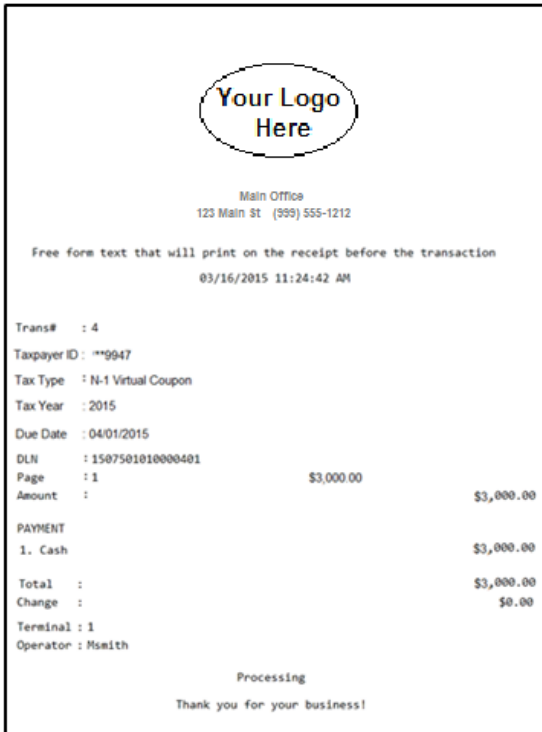 Your Logo
Here
Main Office
123 Main St (999) 555-1212
Free form text that will print on the receipt before the transaction
03/16/2015 11:24:42 AM
Trans# : 4
Taxpayer ID : ***9947
Tax Type : N-1 Virtual Coupon
Tax Year : 2015
Due Date : 04/01/2015
DLN : 1507501010000401
Page : 1 $3,000.00
Amount : $3,000.00
PAYMENT
1. Cash $3,000.00
Total : $3,000.00
Change : $0.00
Terminal : 1
Operator : Msmith
Processing
Thank you for your business!